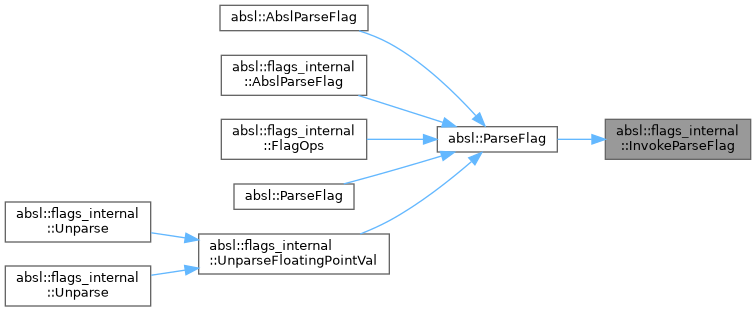 absl::AbslParseFlag
absl::flags_internal
::AbslParseFlag
absl::flags_internal
::FlagOps
absl::ParseFlag
absl::flags_internal
::InvokeParseFlag
absl::ParseFlag
absl::flags_internal
::Unparse
absl::flags_internal
::UnparseFloatingPointVal
absl::flags_internal
::Unparse